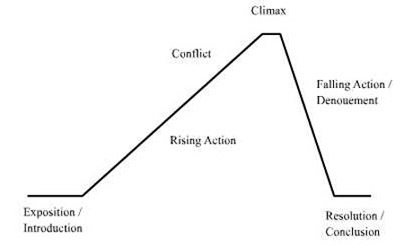 Climax
Conflict
Falling Action /
Denouement
Rising Action
Exposition /
Introduction
Resolution /
Conclusion